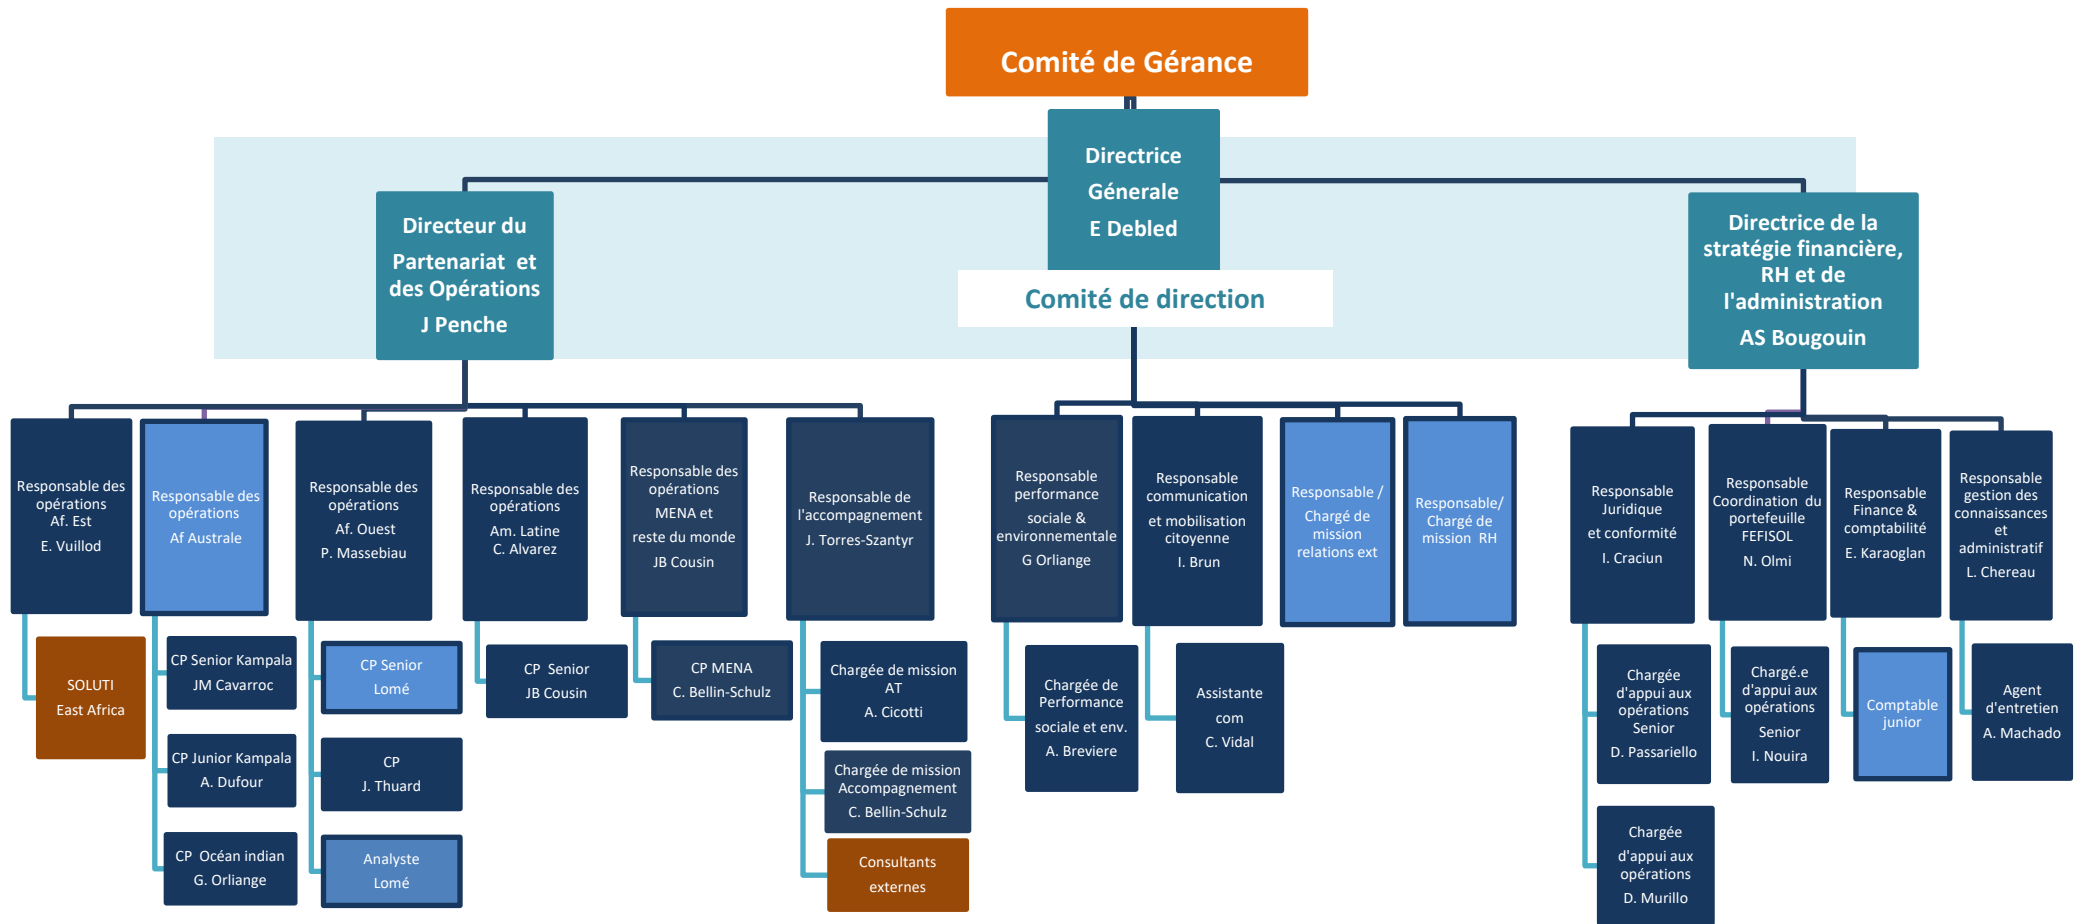 Comité de Gérance
Directrice
Génerale
E Debled
Comité de direction
Directeur du
Partenariat et
des Opérations
J Penche
Directrice de la
stratégie financière,
RH et de
l'administration
AS Bougouin
Responsable des
opérations
Af. Est
E. Vuillod
SOLUTI
East Africa
Responsable des
opérations
Af Australe
CP Senior Kampala
JM Cavarroc
CP Junior Kampala
A. Dufour
CP Océan indian
G. Orliange
Responsable des
opérations
Af. Ouest
P. Massebiau
CP Senior
Lomé
CP
J. Thuard
Analyste
Lomé
Responsable des
opérations
Am. Latine
C. Alvarez
CP Senior
JB Cousin
Responsable des
opérations
MENA et
reste du monde
JB Cousin
CP MENA
C. Bellin-Schulz
Responsable de
l'accompagnement
J. Torres-Szantyr
Chargée de mission
AT
A. Cicotti
Chargée de mission
Accompagnement
C. Bellin-Schulz
Consultants
externes
Responsable
performance
sociale &
environnementale
G Orliange
Chargée de
Performance
sociale et env.
A. Breviere
Responsable
communication
et mobilisation
citoyenne
I. Brun
Assistante
com
C. Vidal
Responsable /
Chargé de
mission
relations ext
Responsable/
Chargé de
mission RH
Responsable
Juridique
et conformité
I. Craciun
Chargée
d'appui aux
opérations
Senior
D. Passariello
Chargée
d'appui aux
opérations
D. Murillo
Responsable
Coordination du
portefeuille
FEFISOL
N. Olmi
Chargé.e
d'appui aux
opérations
Senior
I. Nouira
Responsable
Finance &
comptabilité
E. Karaoglan
Comptable
junior
Responsable
gestion des
connaissances
et
administratif
L. Chereau
Agent
d'entretien
A. Machado